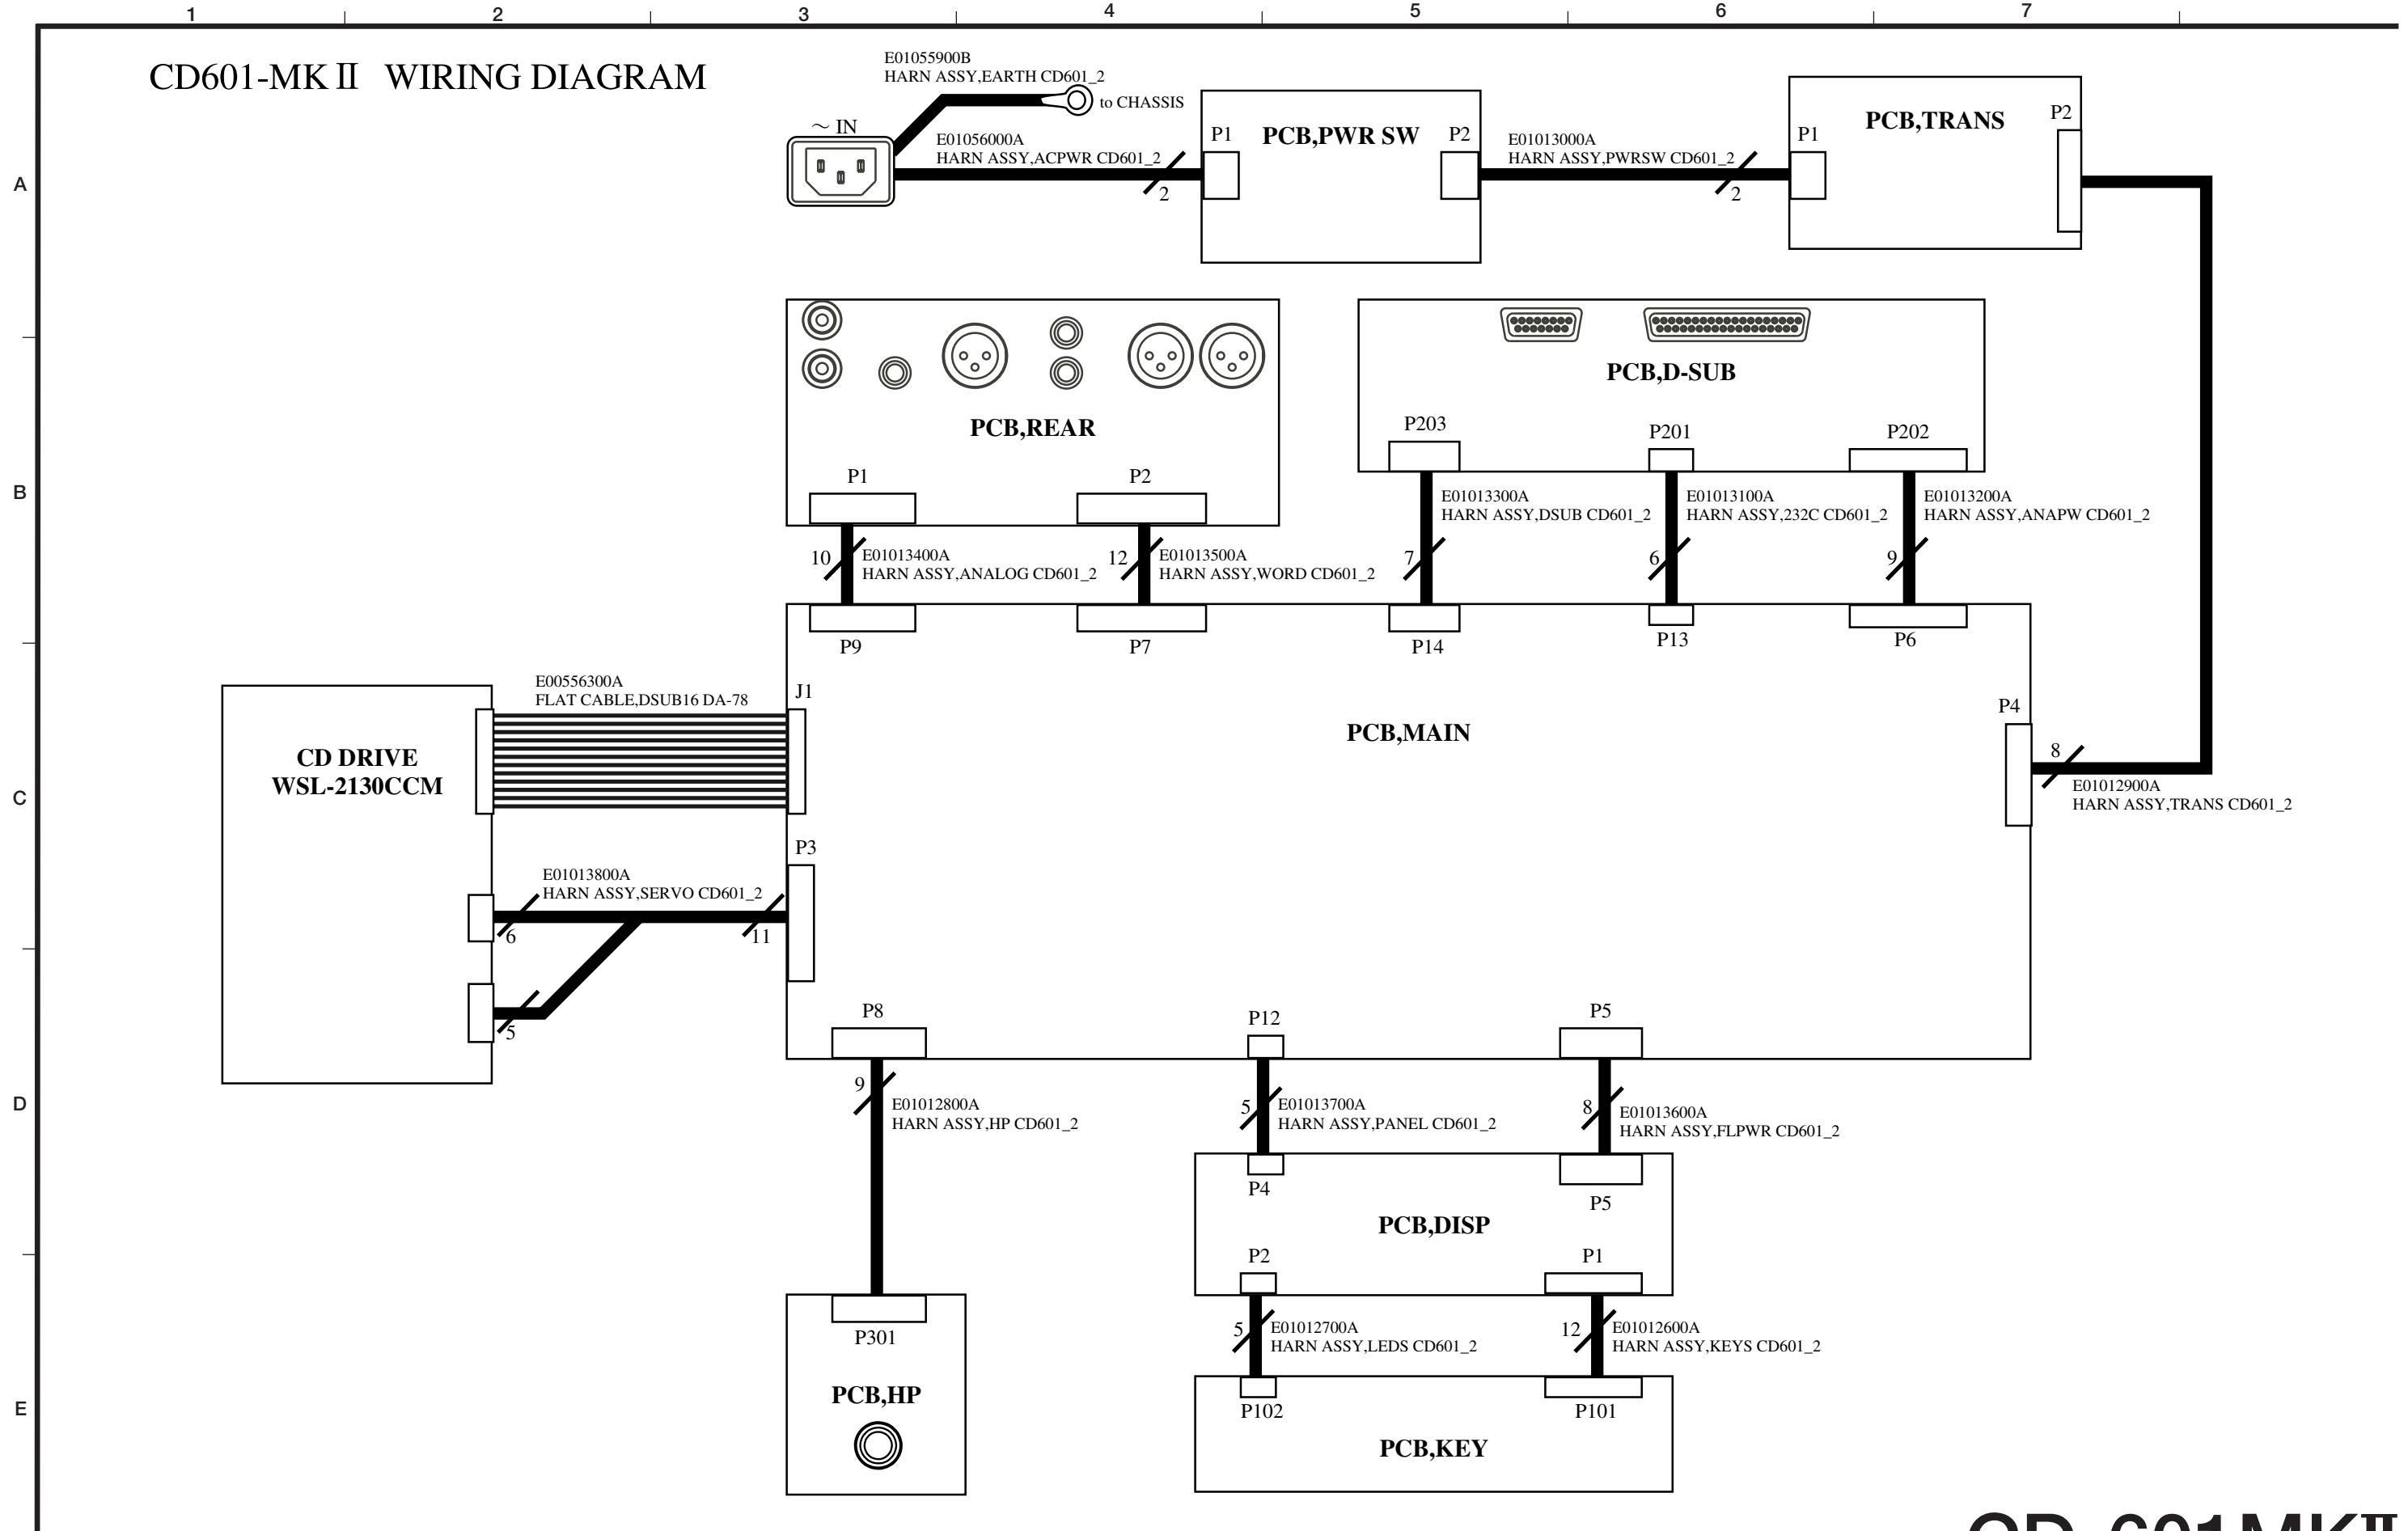 1 2 3 4 5 6 7
CD601-MK II WIRING DIAGRAM
E01055900B
HARN ASSY,EARTH CD601_2
to CHASSIS
～ IN
E01056000A
HARN ASSY,ACPWR CD601_2
2
P1
PCB,PWR SW
P2
E01013000A
HARN ASSY,PWRSW CD601_2
2
P1
PCB,TRANS
P2
A
PCB,REAR
P1
P2
PCB,D-SUB
P203
P201
P202
B
10
E01013400A
HARN ASSY,ANALOG CD601_2
12
E01013500A
HARN ASSY,WORD CD601_2
7
E01013300A
HARN ASSY,DSUB CD601_2
6
E01013100A
HARN ASSY,232C CD601_2
9
E01013200A
HARN ASSY,ANAPW CD601_2
P9
P7
P14
P13
P6
E00556300A
FLAT CABLE,DSUB16 DA-78
J1
PCB,MAIN
P4
CD DRIVE
WSL-2130CCM
8
E01012900A
HARN ASSY,TRANS CD601_2
C
P3
E01013800A
HARN ASSY,SERVO CD601_2
6
11
5
P8
P12
P5
D
9
E01012800A
HARN ASSY,HP CD601_2
5
E01013700A
HARN ASSY,PANEL CD601_2
8
E01013600A
HARN ASSY,FLPWR CD601_2
P4
P5
PCB,DISP
P2
P1
P301
5
E01012700A
HARN ASSY,LEDS CD601_2
12
E01012600A
HARN ASSY,KEYS CD601_2
PCB,HP
E
P102
P101
PCB,KEY
CD-601MKII